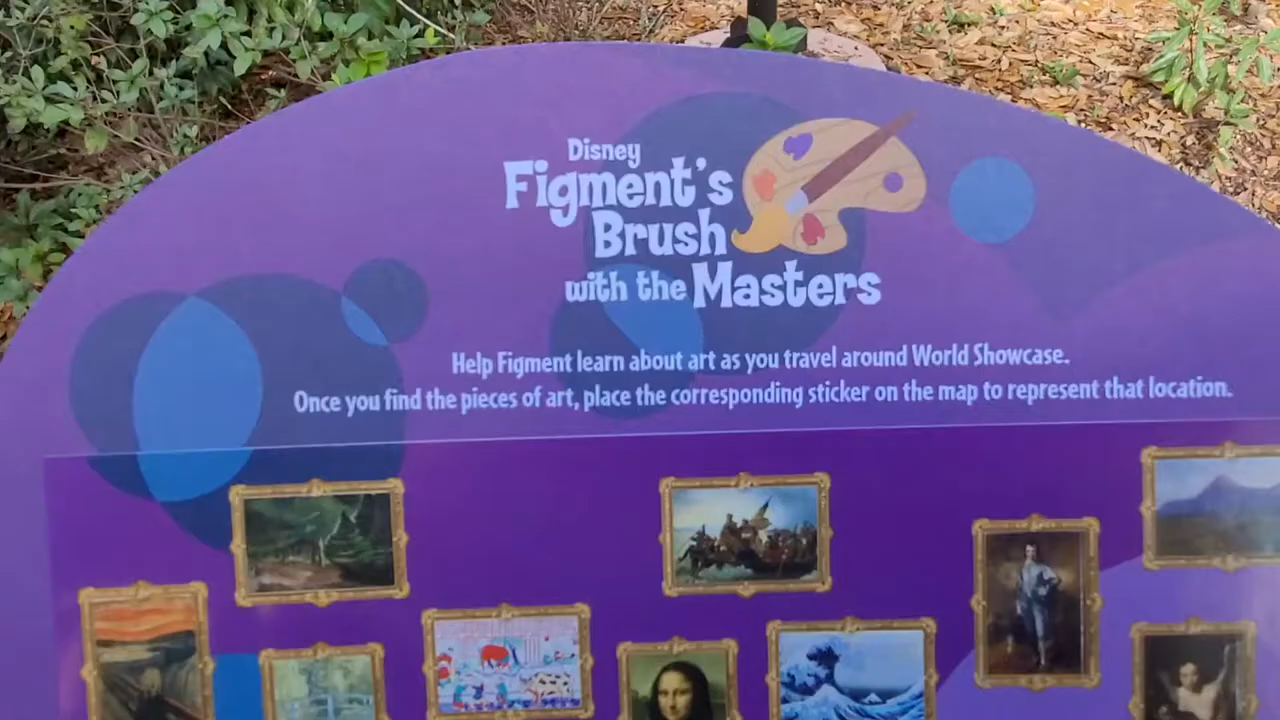 Disney
Figment's
Brush
with the Masters
Help Figment learn about art as you travel around World Showcase.
Once you find the pieces of art, place the corresponding sticker on the map to represent that location.